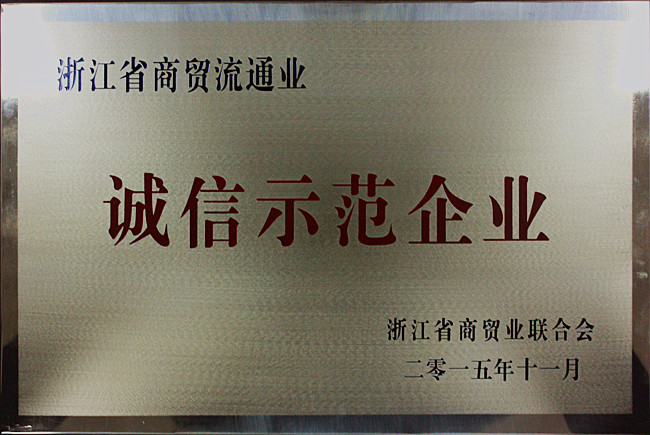 浙江省商贸流通业
诚信示范企业
浙江省商贸业联合会
二零一五年十一月